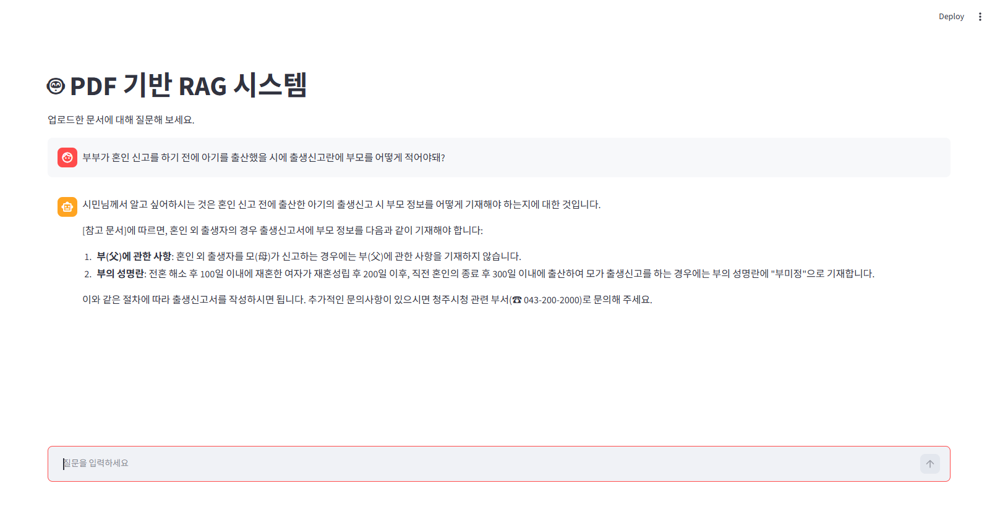 Deploy
PDF 기반 RAG 시스템
업로드한 문서에 대해 질문해 보세요.
부부가 혼인 신고를 하기 전에 아기를 출산했을 시에 출생신고란에 부모를 어떻게 적어야돼?
시민님께서 알고 싶어하시는 것은 혼인 신고 전에 출산한 아기의 출생신고 시 부모 정보를 어떻게 기재해야 하는지에 대한 것입니다.
[참고 문서]에 따르면, 혼인 외 출생자의 경우 출생신고서에 부모 정보를 다음과 같이 기재해야 합니다:
1. 부(父)에 관한 사항: 혼인 외 출생자를 모(母)가 신고하는 경우에는 부(父)에 관한 사항을 기재하지 않습니다.
2. 부의 성명란: 전혼 해소 후 100일 이내에 재혼한 여자가 재혼성립 후 200일 이후, 직전 혼인의 종료 후 300일 이내에 출산하여 모가 출생신고를 하는 경우에는 부의 성명란에 "부미정"으로 기재합니다.
이와 같은 절차에 따라 출생신고서를 작성하시면 됩니다. 추가적인 문의사항이 있으시면 청주시청 관련 부서(☎ 043-200-2000)로 문의해 주세요.
질문을 입력하세요